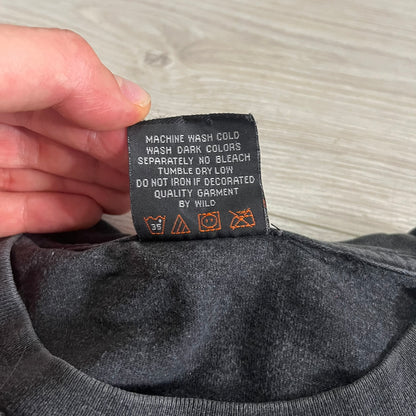 MACHINE WASH COLD
WASH DARK COLORS
SEPARATELY NO BLEACH
TUMBLE DRY LOW
DO NOT IRON IF DECORATED
QUALITY GARMENT
BY WILD
35°